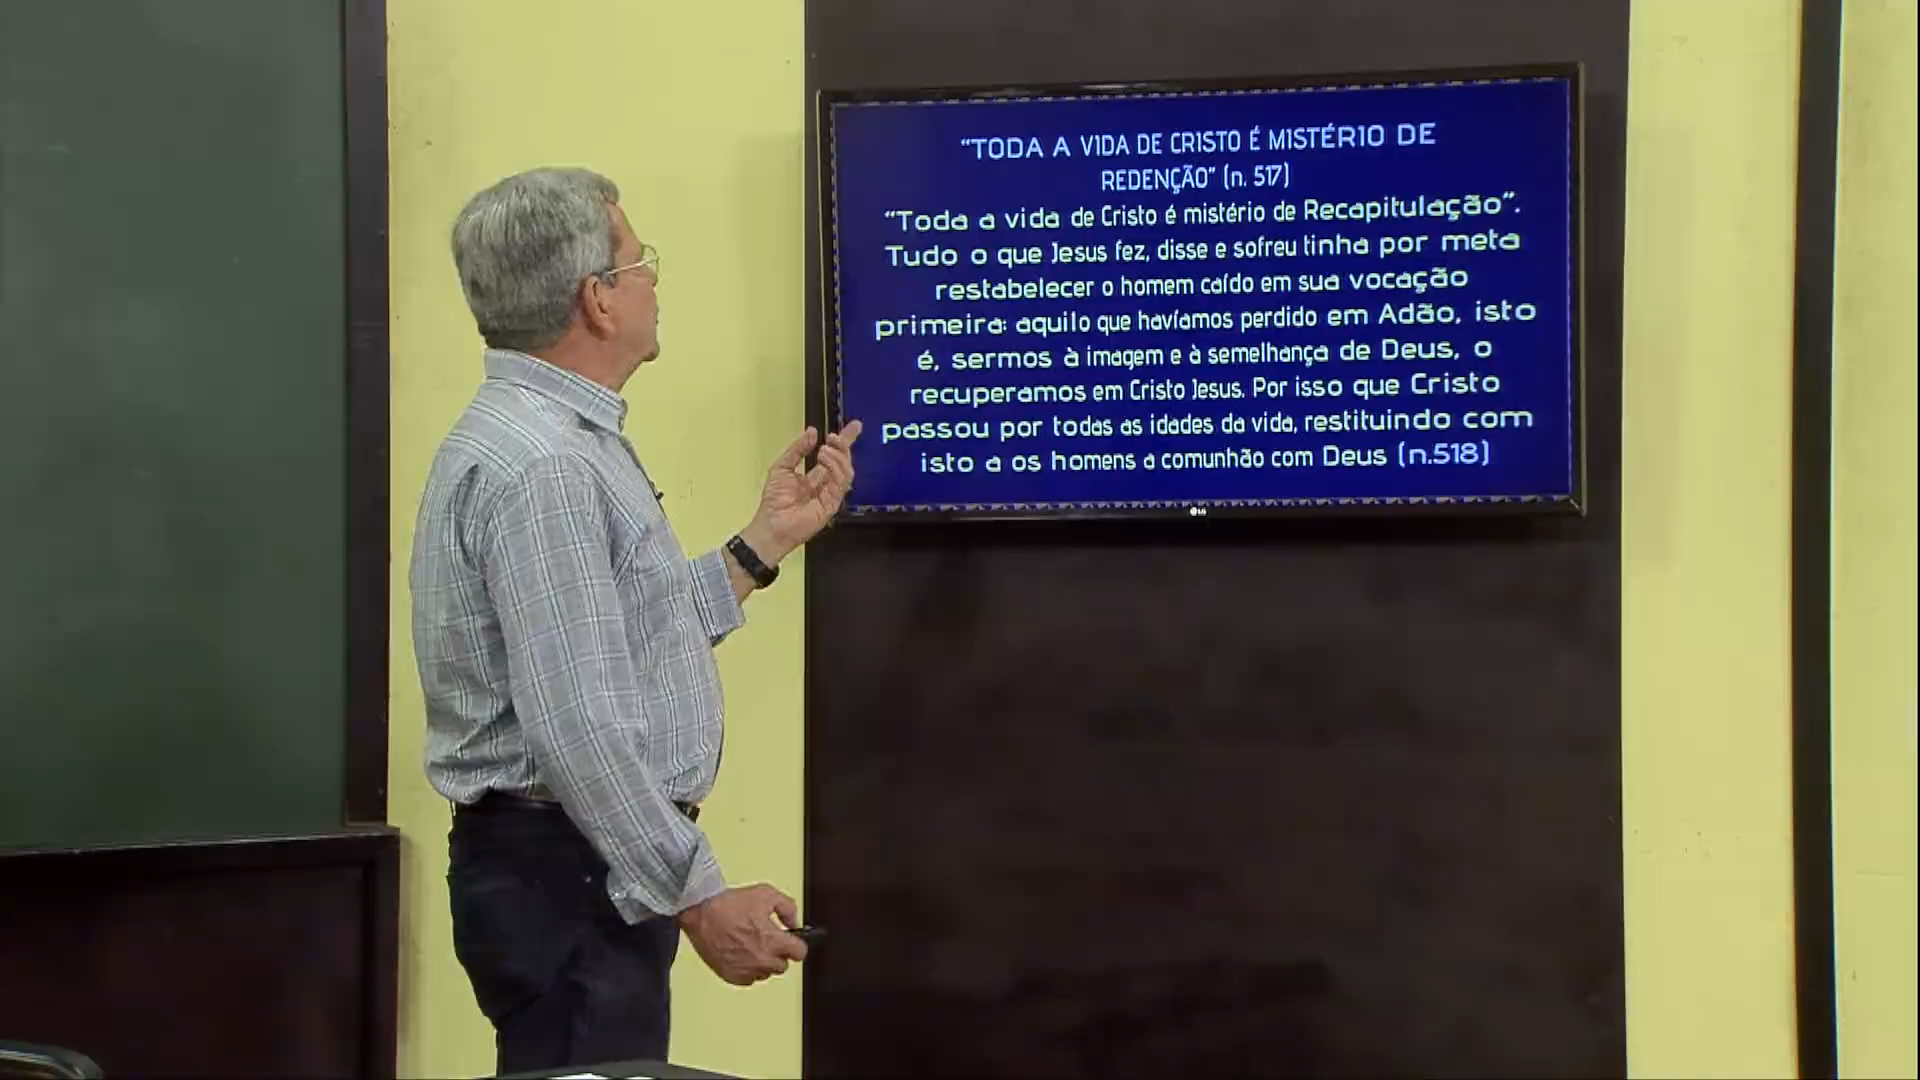 “TODA A VIDA DE CRISTO É MISTÉRIO DE
REDENÇÃO” (n. 517)
“Toda a vida de Cristo é mistério de Recapitulação”.
Tudo o que Jesus fez, disse e sofreu tinha por meta
restabelecer o homem caído em sua vocação
primeira: aquilo que havíamos perdido em Adão, isto
é, sermos à imagem e à semelhança de Deus, o
recuperamos em Cristo Jesus. Por isso que Cristo
passou por todas as idades da vida, restituindo com
isto a os homens a comunhão com Deus (n.518)
LG